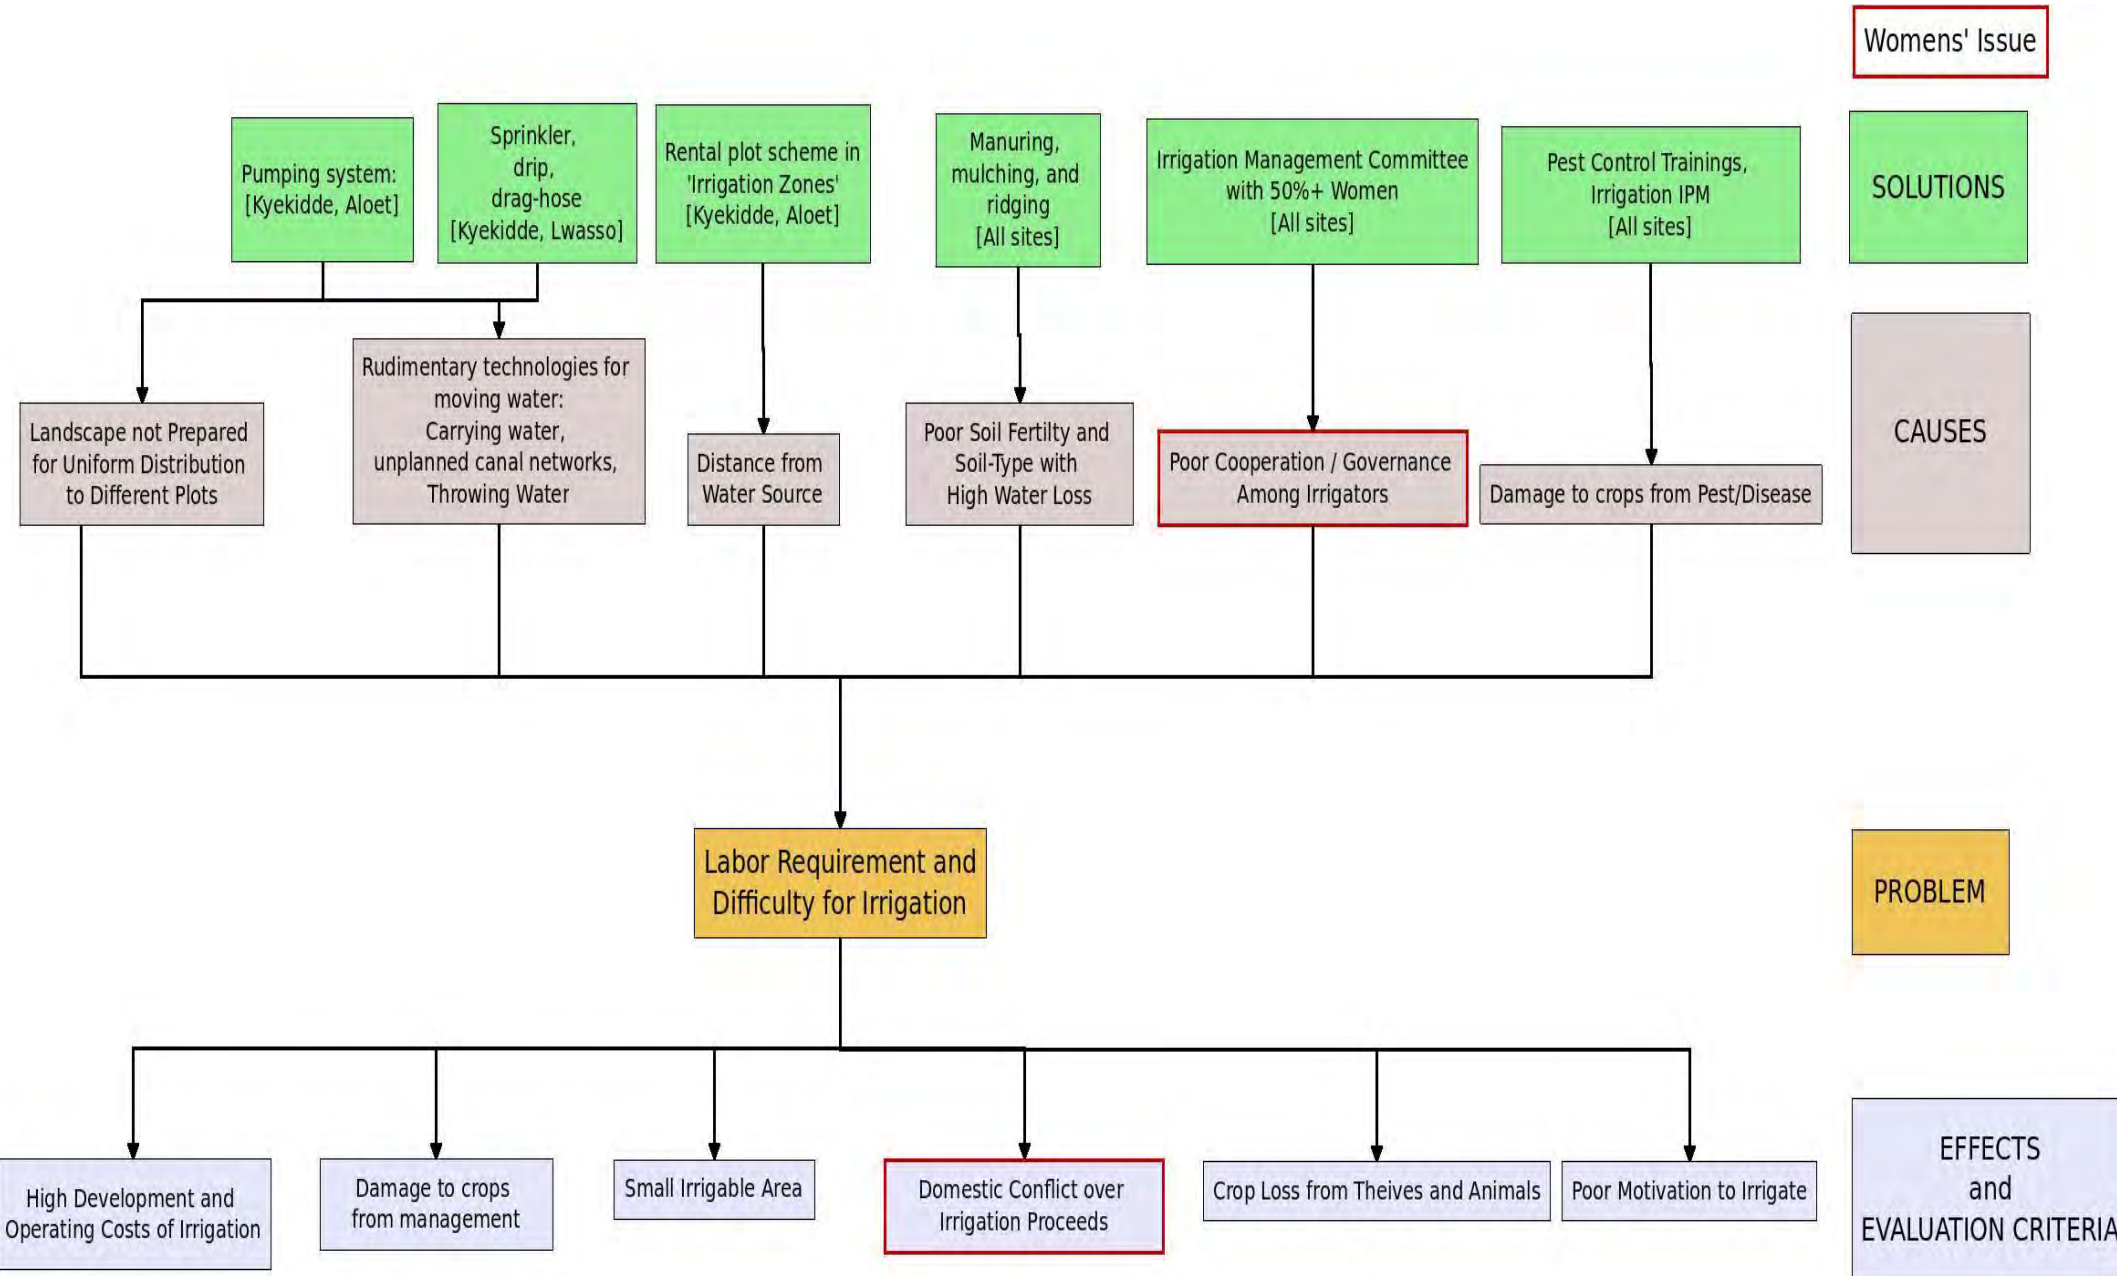 Womens' Issue
Pumping system:
[Kyekidde, Aloet]
Sprinkler,
drip,
drag-hose
[Kyekidde, Lwasso]
Rental plot scheme in
'Irrigation Zones'
[Kyekidde, Aloet]
Manuring,
mulching, and
ridging
[All sites]
Irrigation Management Committee
with 50%+ Women
[All sites]
Pest Control Trainings,
Irrigation IPM
[All sites]
SOLUTIONS
Landscape not Prepared
for Uniform Distribution
to Different Plots
Rudimentary technologies for
moving water:
Carrying water,
unplanned canal networks,
Throwing Water
Distance from
Water Source
Poor Soil Fertilty and
Soil-Type with
High Water Loss
Poor Cooperation / Governance
Among Irrigators
Damage to crops from Pest/Disease
CAUSES
Labor Requirement and
Difficulty for Irrigation
PROBLEM
High Development and
Operating Costs of Irrigation
Damage to crops
from management
Small Irrigable Area
Domestic Conflict over
Irrigation Proceeds
Crop Loss from Theives and Animals
Poor Motivation to Irrigate
EFFECTS
and
EVALUATION CRITERIA